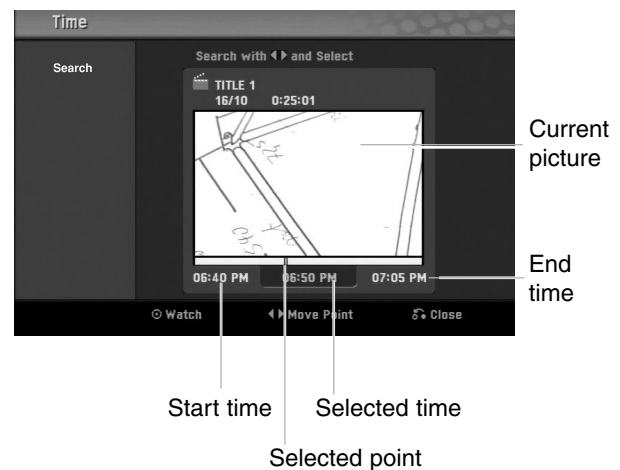 Time
Search
Search with ◀ ▶ and Select
TITLE 1
16/10 0:25:01
Current
picture
06:40 PM 06:50 PM 07:05 PM
End
time
⊙ Watch ◀ ▶ Move Point Close
Start time Selected time
Selected point